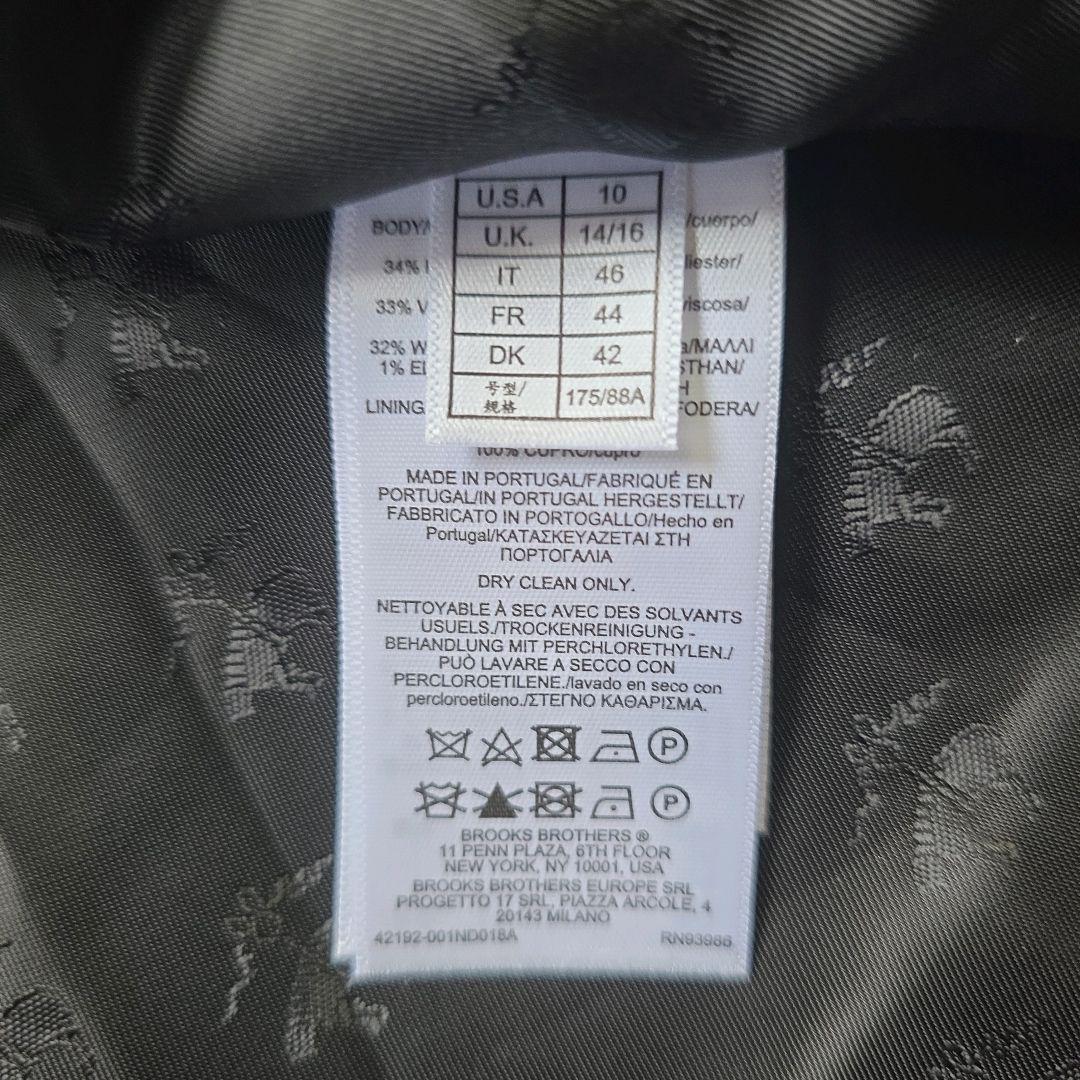 U.S.A 10
U.K. 14/16
IT 46
FR 44
DK 42
号型/规格 175/88A
BODY/ /cuerpo/
34% liester/
33% V viscosa/
32% W a/ΜΑΛΛΙ
1% EL STHAN/
H
LINING FODERA/
100% CUPRO/cupro
MADE IN PORTUGAL/FABRIQUÉ EN
PORTUGAL/IN PORTUGAL HERGESTELLT/
FABBRICATO IN PORTOGALLO/Hecho en
Portugal/ΚΑΤΑΣΚΕΥΑΖΕΤΑΙ ΣΤΗ
ΠΟΡΤΟΓΑΛΙΑ
DRY CLEAN ONLY.
NETTOYABLE À SEC AVEC DES SOLVANTS
USUELS./TROCKENREINIGUNG -
BEHANDLUNG MIT PERCHLORETHYLEN./
PUÒ LAVARE A SECCO CON
PERCLOROETILENE./lavado en seco con
percloroetileno./ΣΤΕΓΝΟ ΚΑΘΑΡΙΣΜΑ.
P
P
BROOKS BROTHERS ®
11 PENN PLAZA, 6TH FLOOR
NEW YORK, NY 10001, USA
BROOKS BROTHERS EUROPE SRL
PROGETTO 17 SRL, PIAZZA ARCOLE, 4
20143 MILANO
42192-001ND018A RN93986